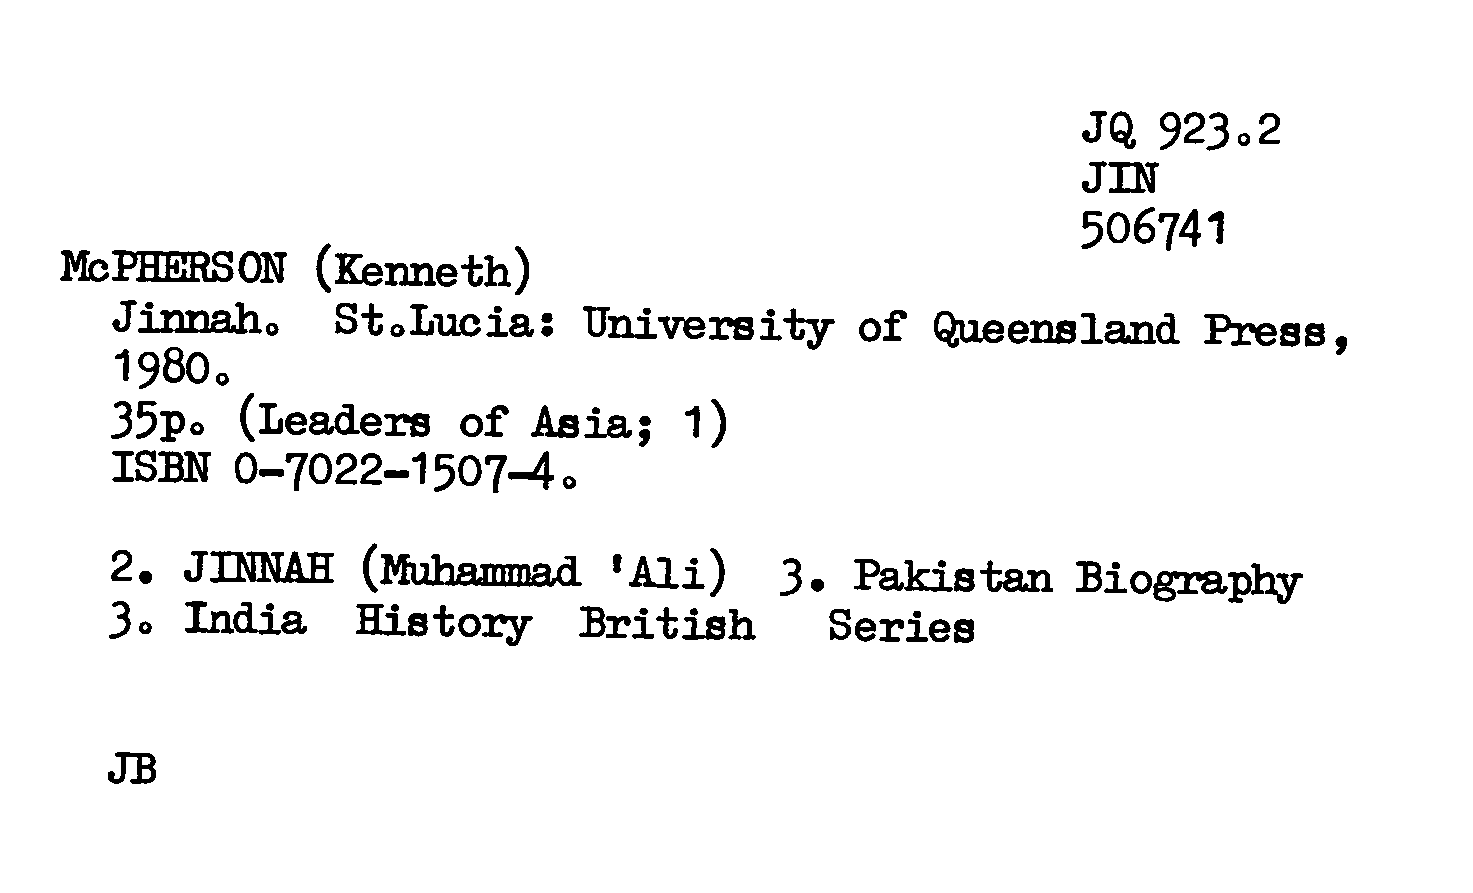 JQ 923.2
JIN
506741
McPHERSON (Kenneth)
Jinnah. St.Lucia: University of Queensland Press,
1980.
35p. (Leaders of Asia; 1)
ISBN 0-7022-1507-4.
2. JINNAH (Muhammad 'Ali) 3. Pakistan Biography
3. India History British Series
JB